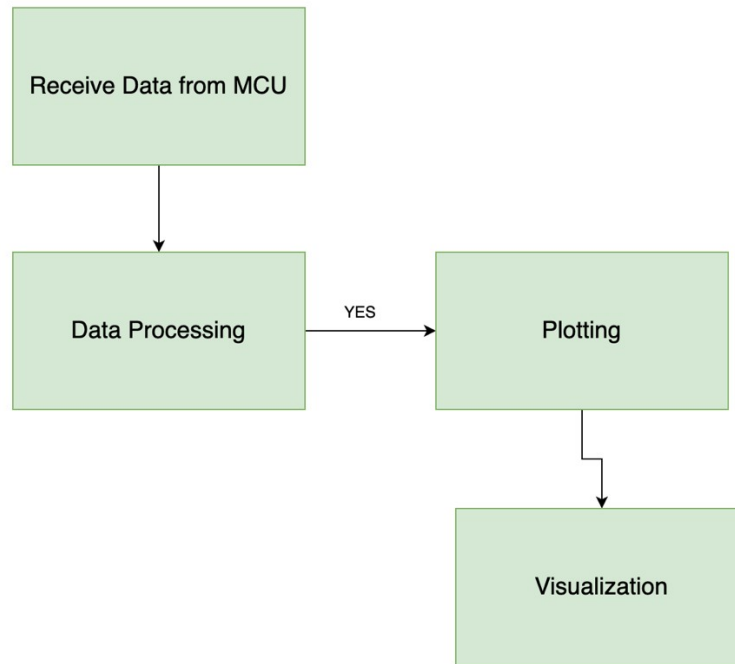 Receive Data from MCU
Data Processing
YES
Plotting
Visualization